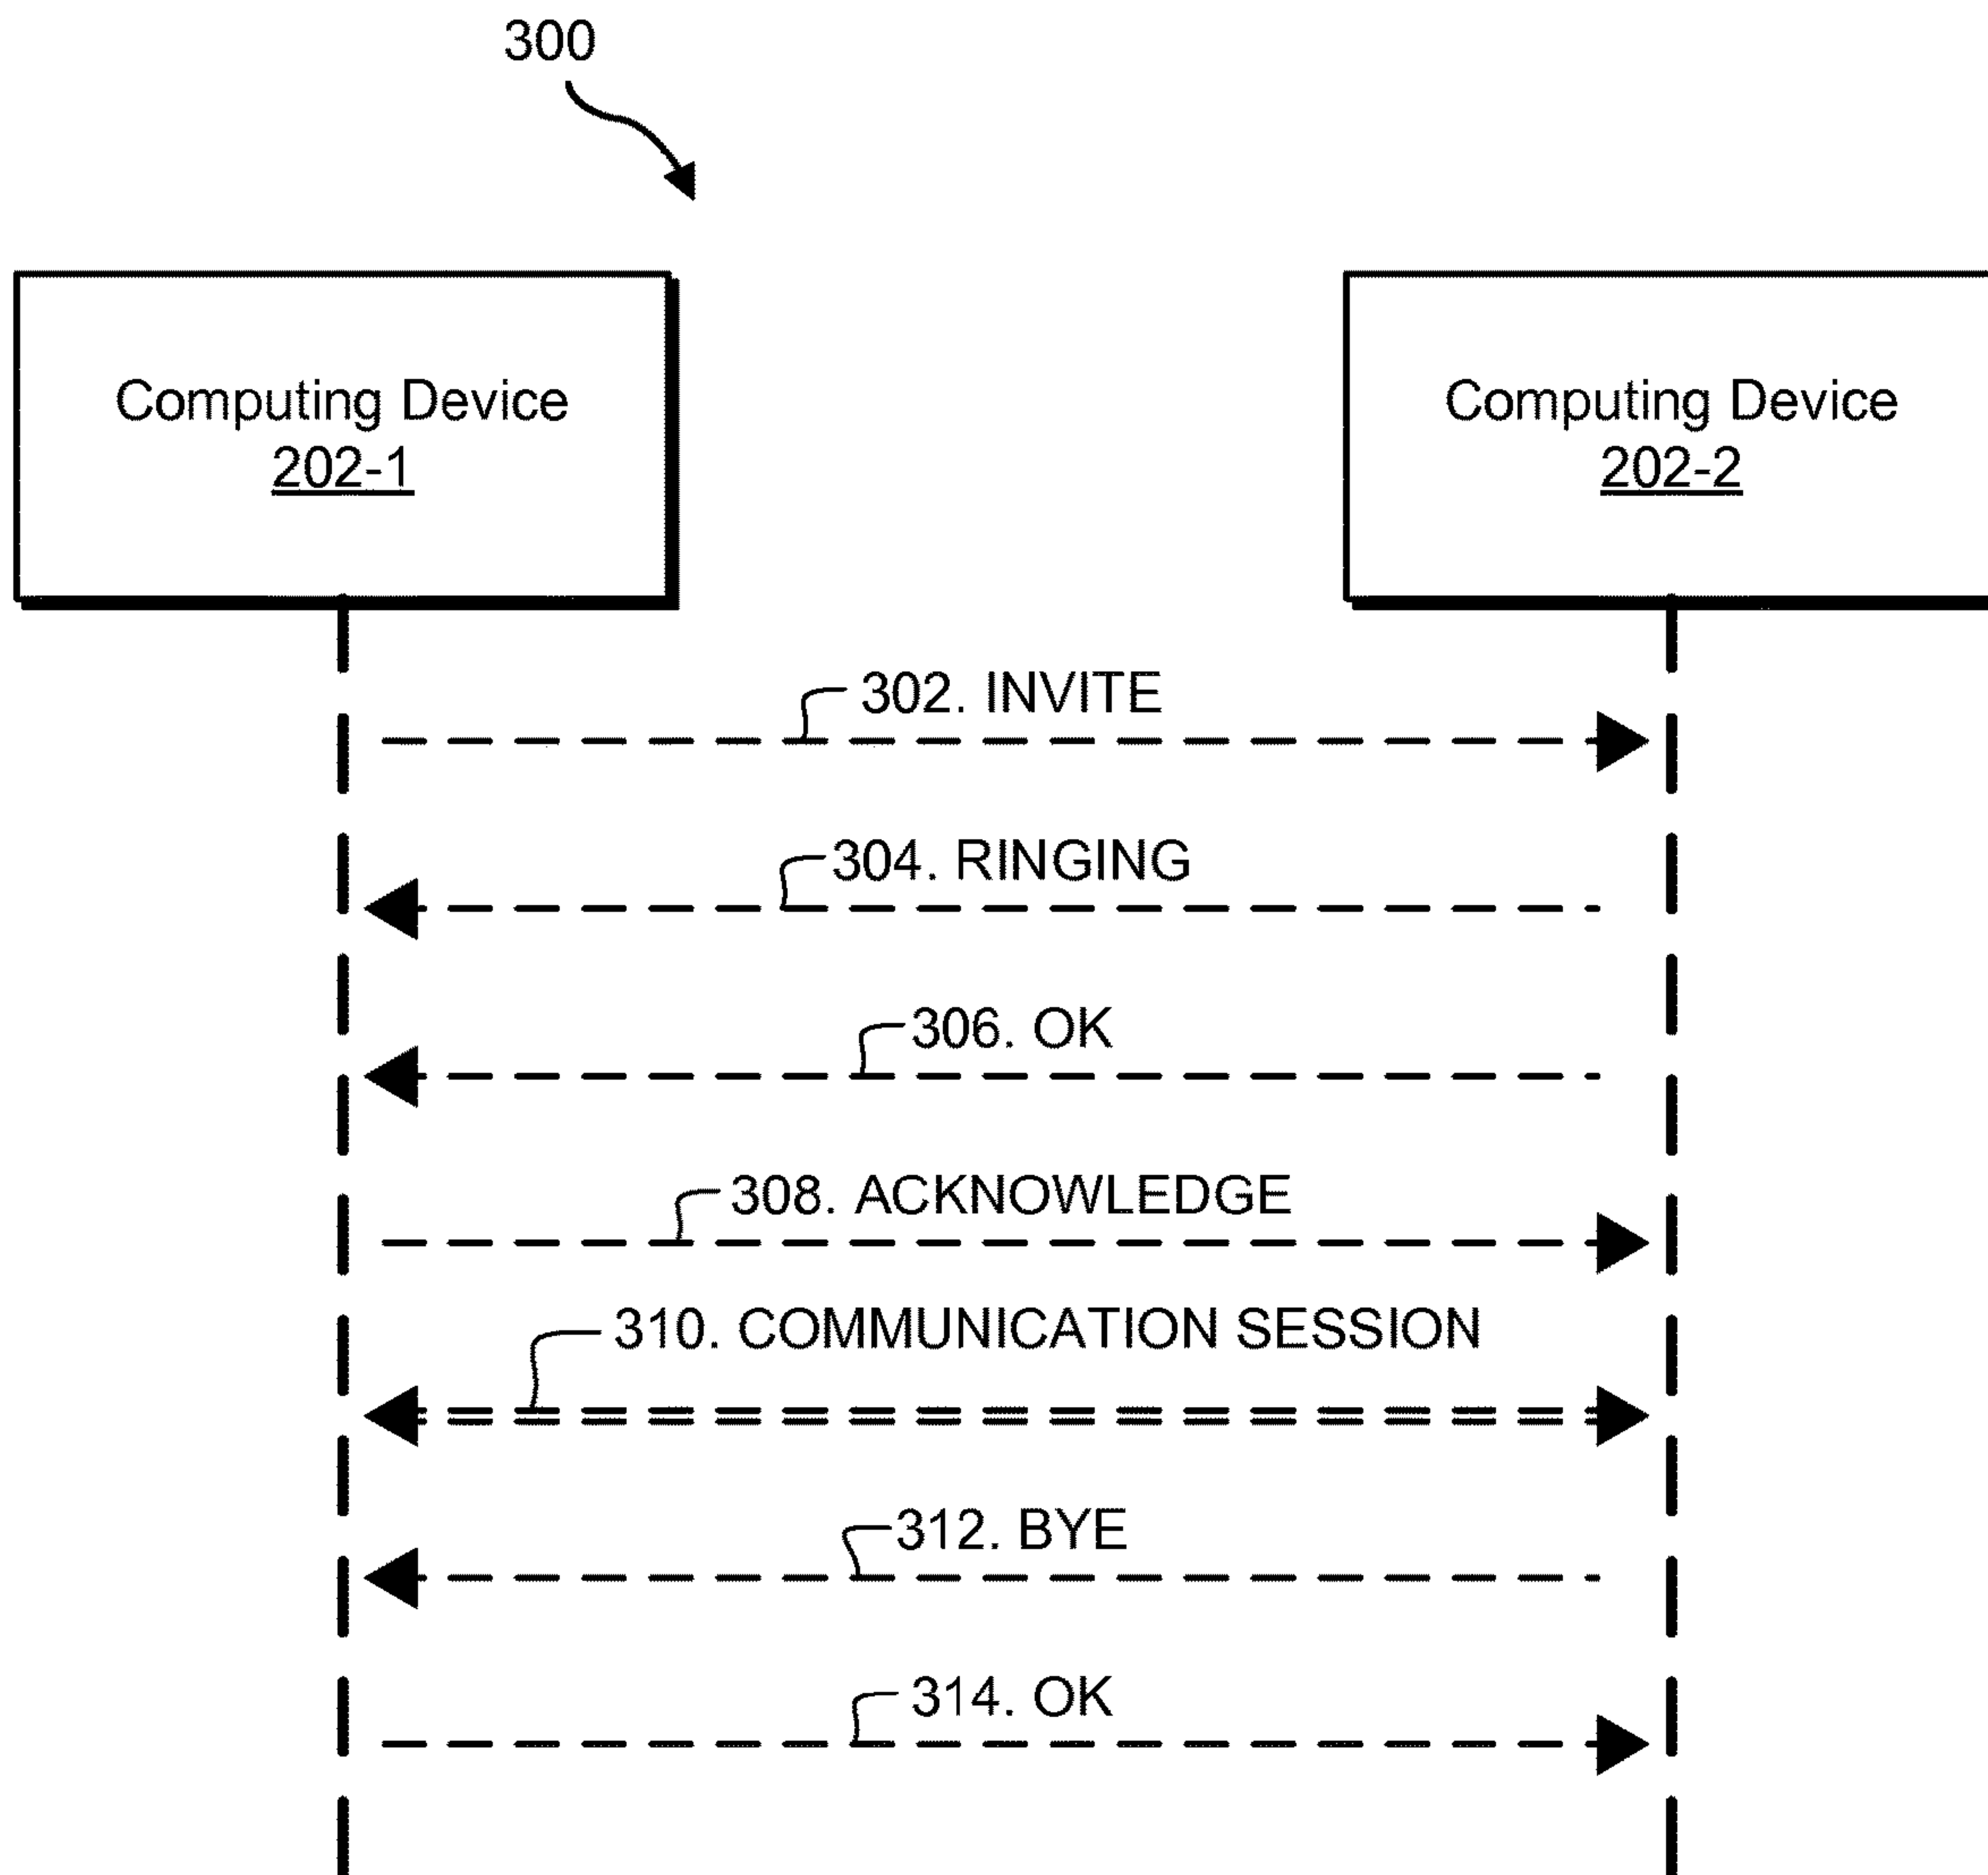 300
Computing Device
202-1
Computing Device
202-2
302. INVITE
304. RINGING
306. OK
308. ACKNOWLEDGE
310. COMMUNICATION SESSION
312. BYE
314. OK